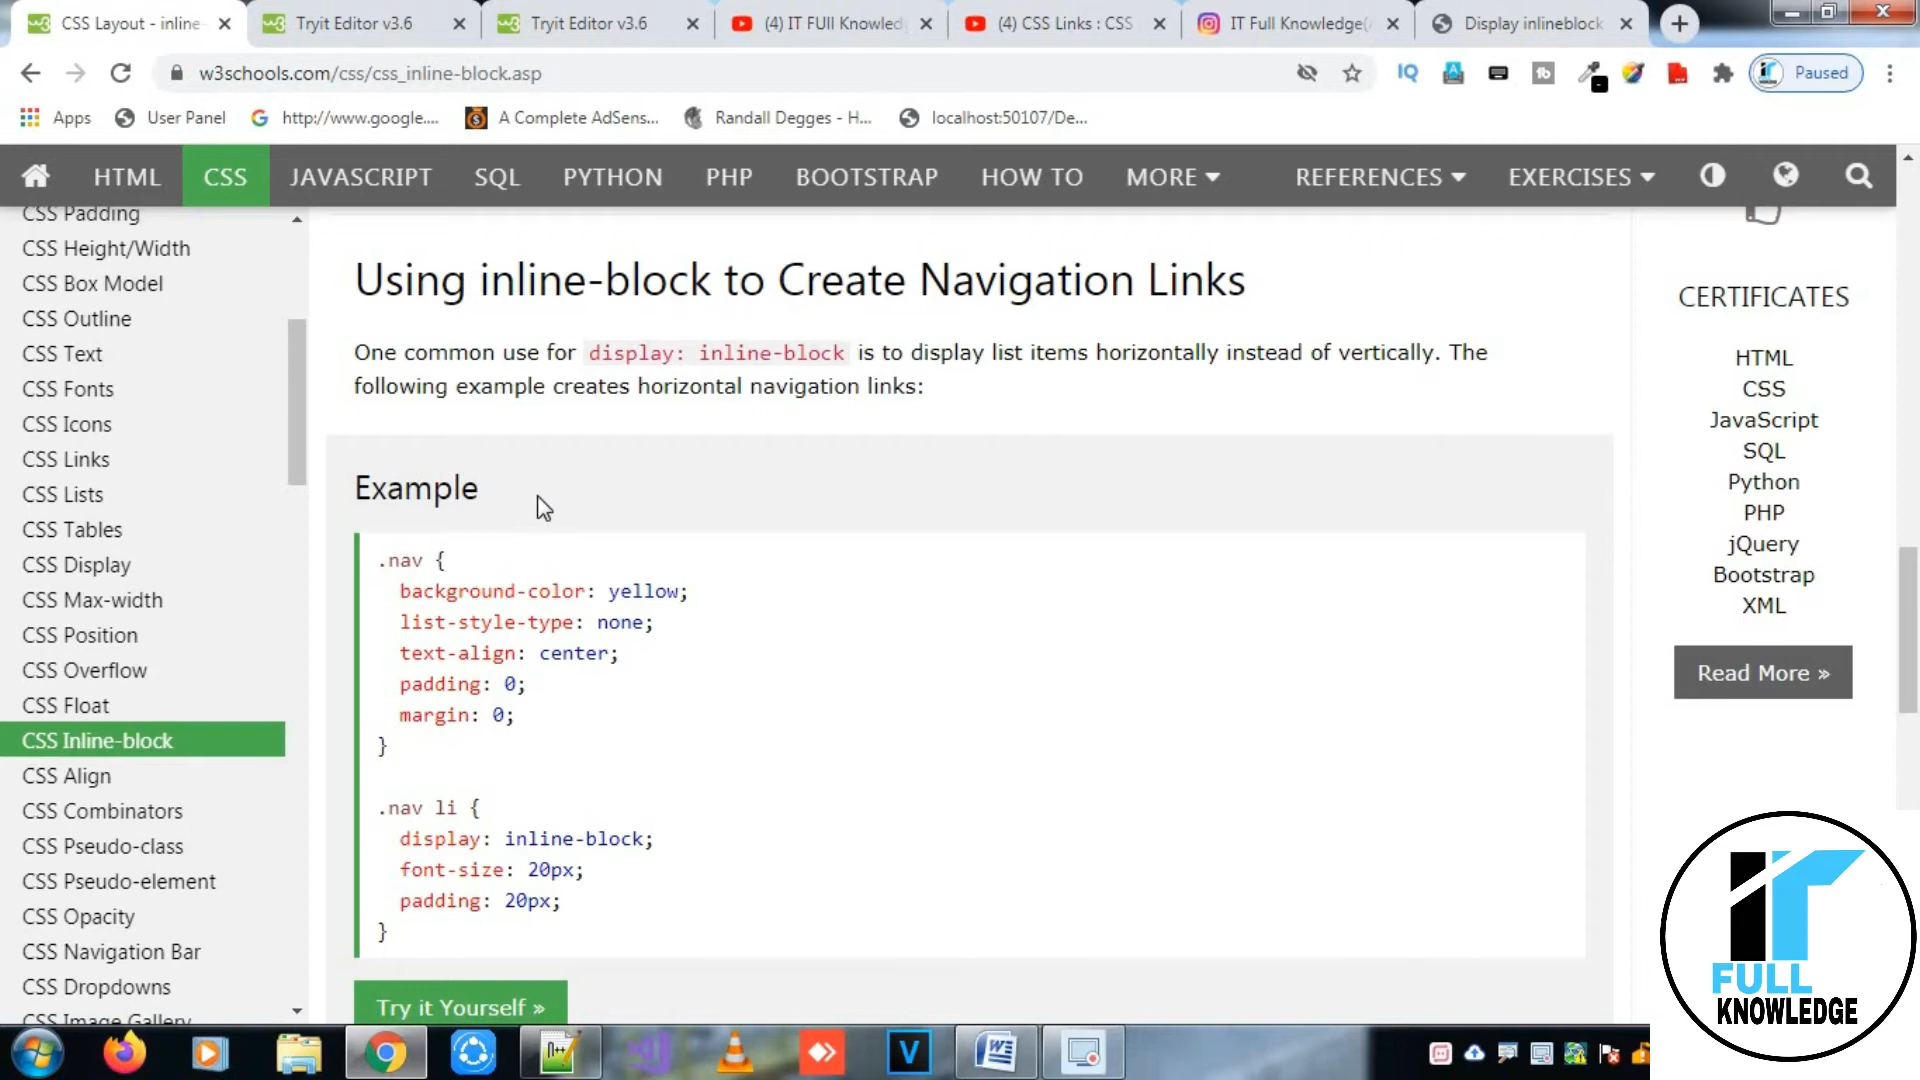 CSS Layout - inline-
Tryit Editor v3.6
Tryit Editor v3.6
(4) IT FUll Knowled
(4) CSS Links : CSS
IT Full Knowledge(
Display inlineblock
w3schools.com/css/css_inline-block.asp
IQ
Paused
Apps
User Panel
http://www.google....
A Complete AdSens...
Randall Degges - H...
localhost:50107/De...
HTML
CSS
JAVASCRIPT
SQL
PYTHON
PHP
BOOTSTRAP
HOW TO
MORE
REFERENCES
EXERCISES
CSS Padding
CSS Height/Width
CSS Box Model
CSS Outline
CSS Text
CSS Fonts
CSS Icons
CSS Links
CSS Lists
CSS Tables
CSS Display
CSS Max-width
CSS Position
CSS Overflow
CSS Float
CSS Inline-block
CSS Align
CSS Combinators
CSS Pseudo-class
CSS Pseudo-element
CSS Opacity
CSS Navigation Bar
CSS Dropdowns
CSS Image Gallery
Using inline-block to Create Navigation Links
One common use for display: inline-block is to display list items horizontally instead of vertically. The
following example creates horizontal navigation links:
Example
.nav {
background-color: yellow;
list-style-type: none;
text-align: center;
padding: 0;
margin: 0;
}
.nav li {
display: inline-block;
font-size: 20px;
padding: 20px;
}
Try it Yourself »
CERTIFICATES
HTML
CSS
JavaScript
SQL
Python
PHP
jQuery
Bootstrap
XML
Read More »
IT
FULL
KNOWLEDGE